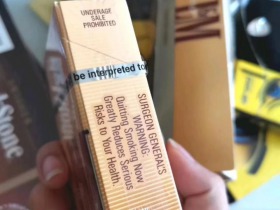 UNDERAGE
SALE
PROHIBITED
be interpreted to
SURGEON GENERAL'S
WARNING:
Quitting Smoking Now
Greatly Reduces Serious
Risks to Your Health.